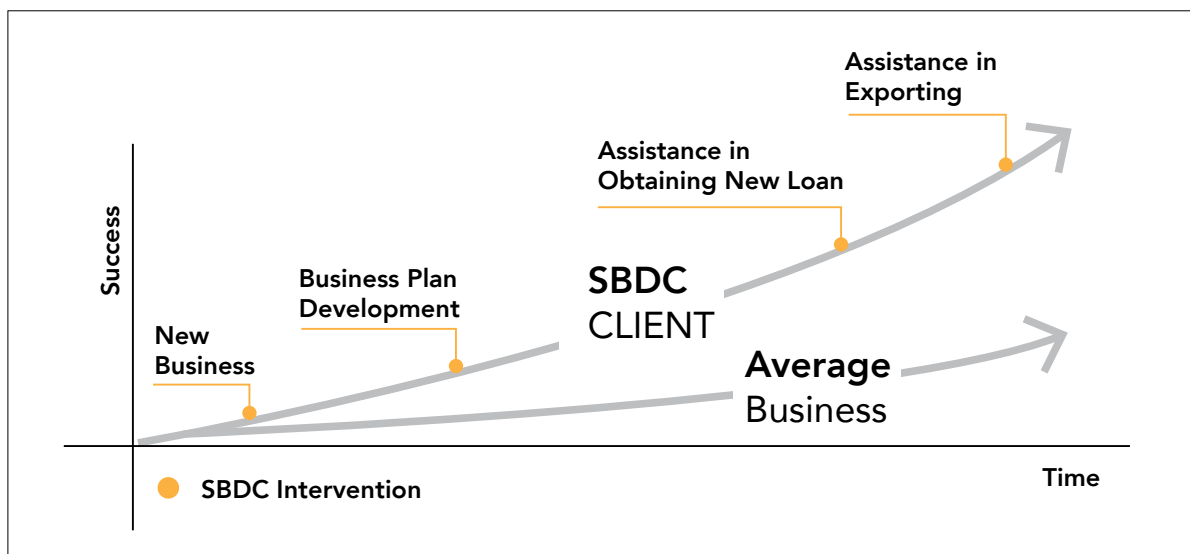 Assistance in
Exporting
Assistance in
Obtaining New Loan
Success
Business Plan
Development
SBDC
CLIENT
New
Business
Average
Business
SBDC Intervention
Time